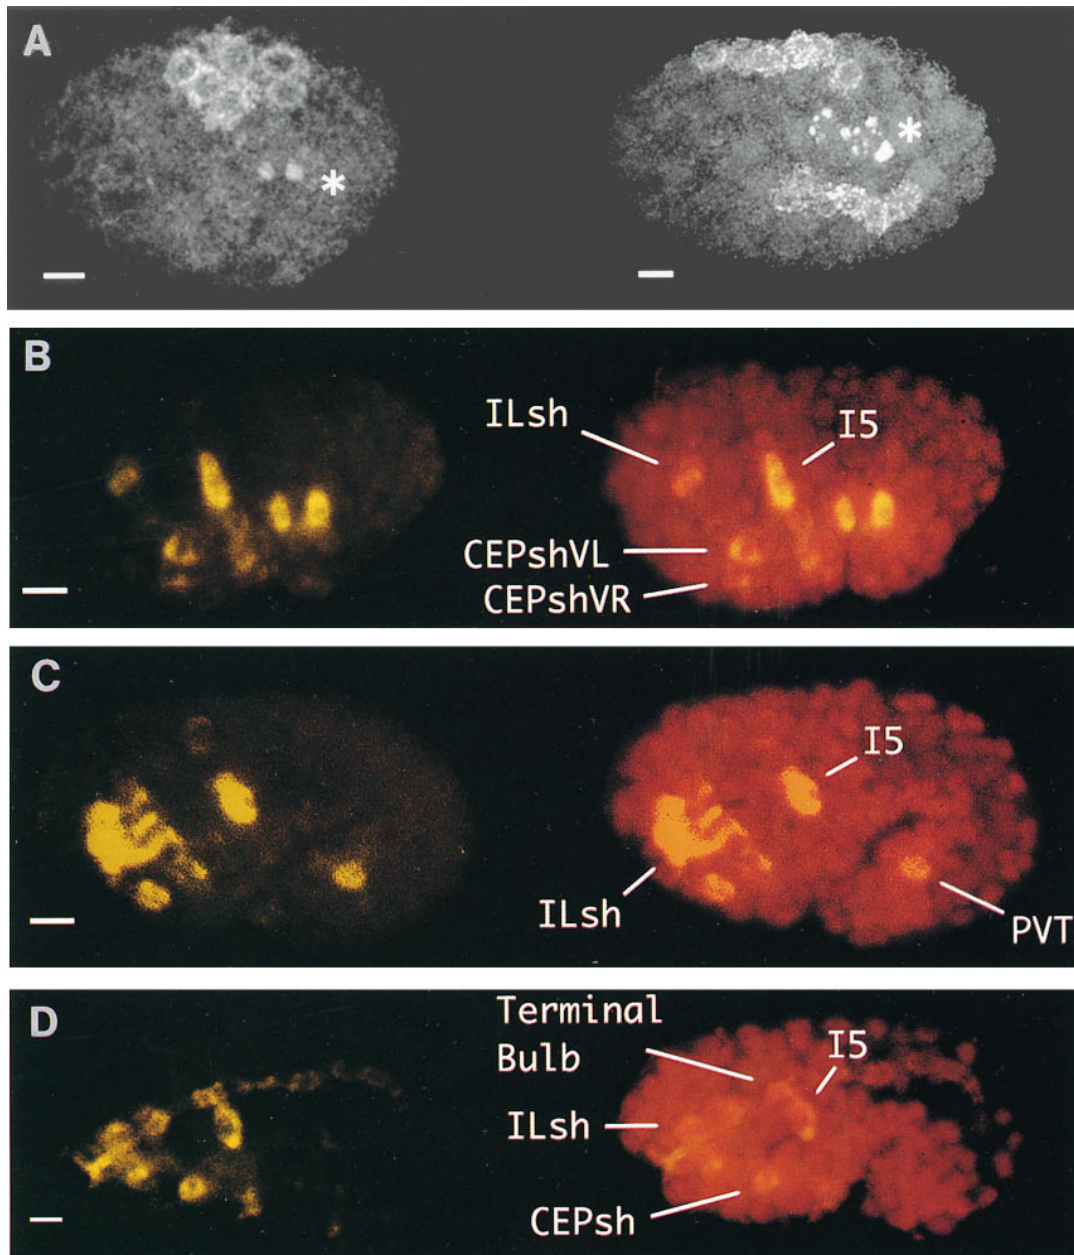 A
*
*
B
ILsh
I5
CEPshVL
CEPshVR
C
I5
ILsh
PVT
D
Terminal
Bulb
I5
ILsh
CEPsh